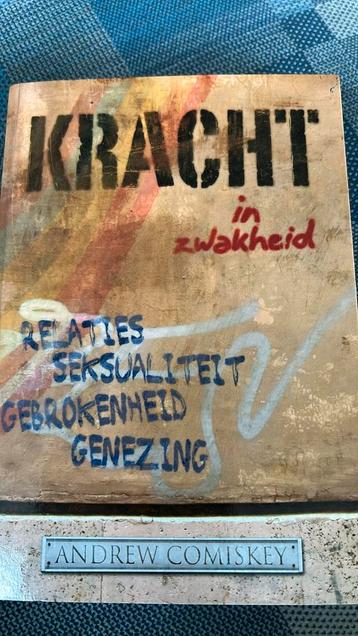 KRACHT
in
zwakheid
RELATIES
SEKSUALITEIT
GEBROKENHEID
GENEZING
ANDREW COMISKEY